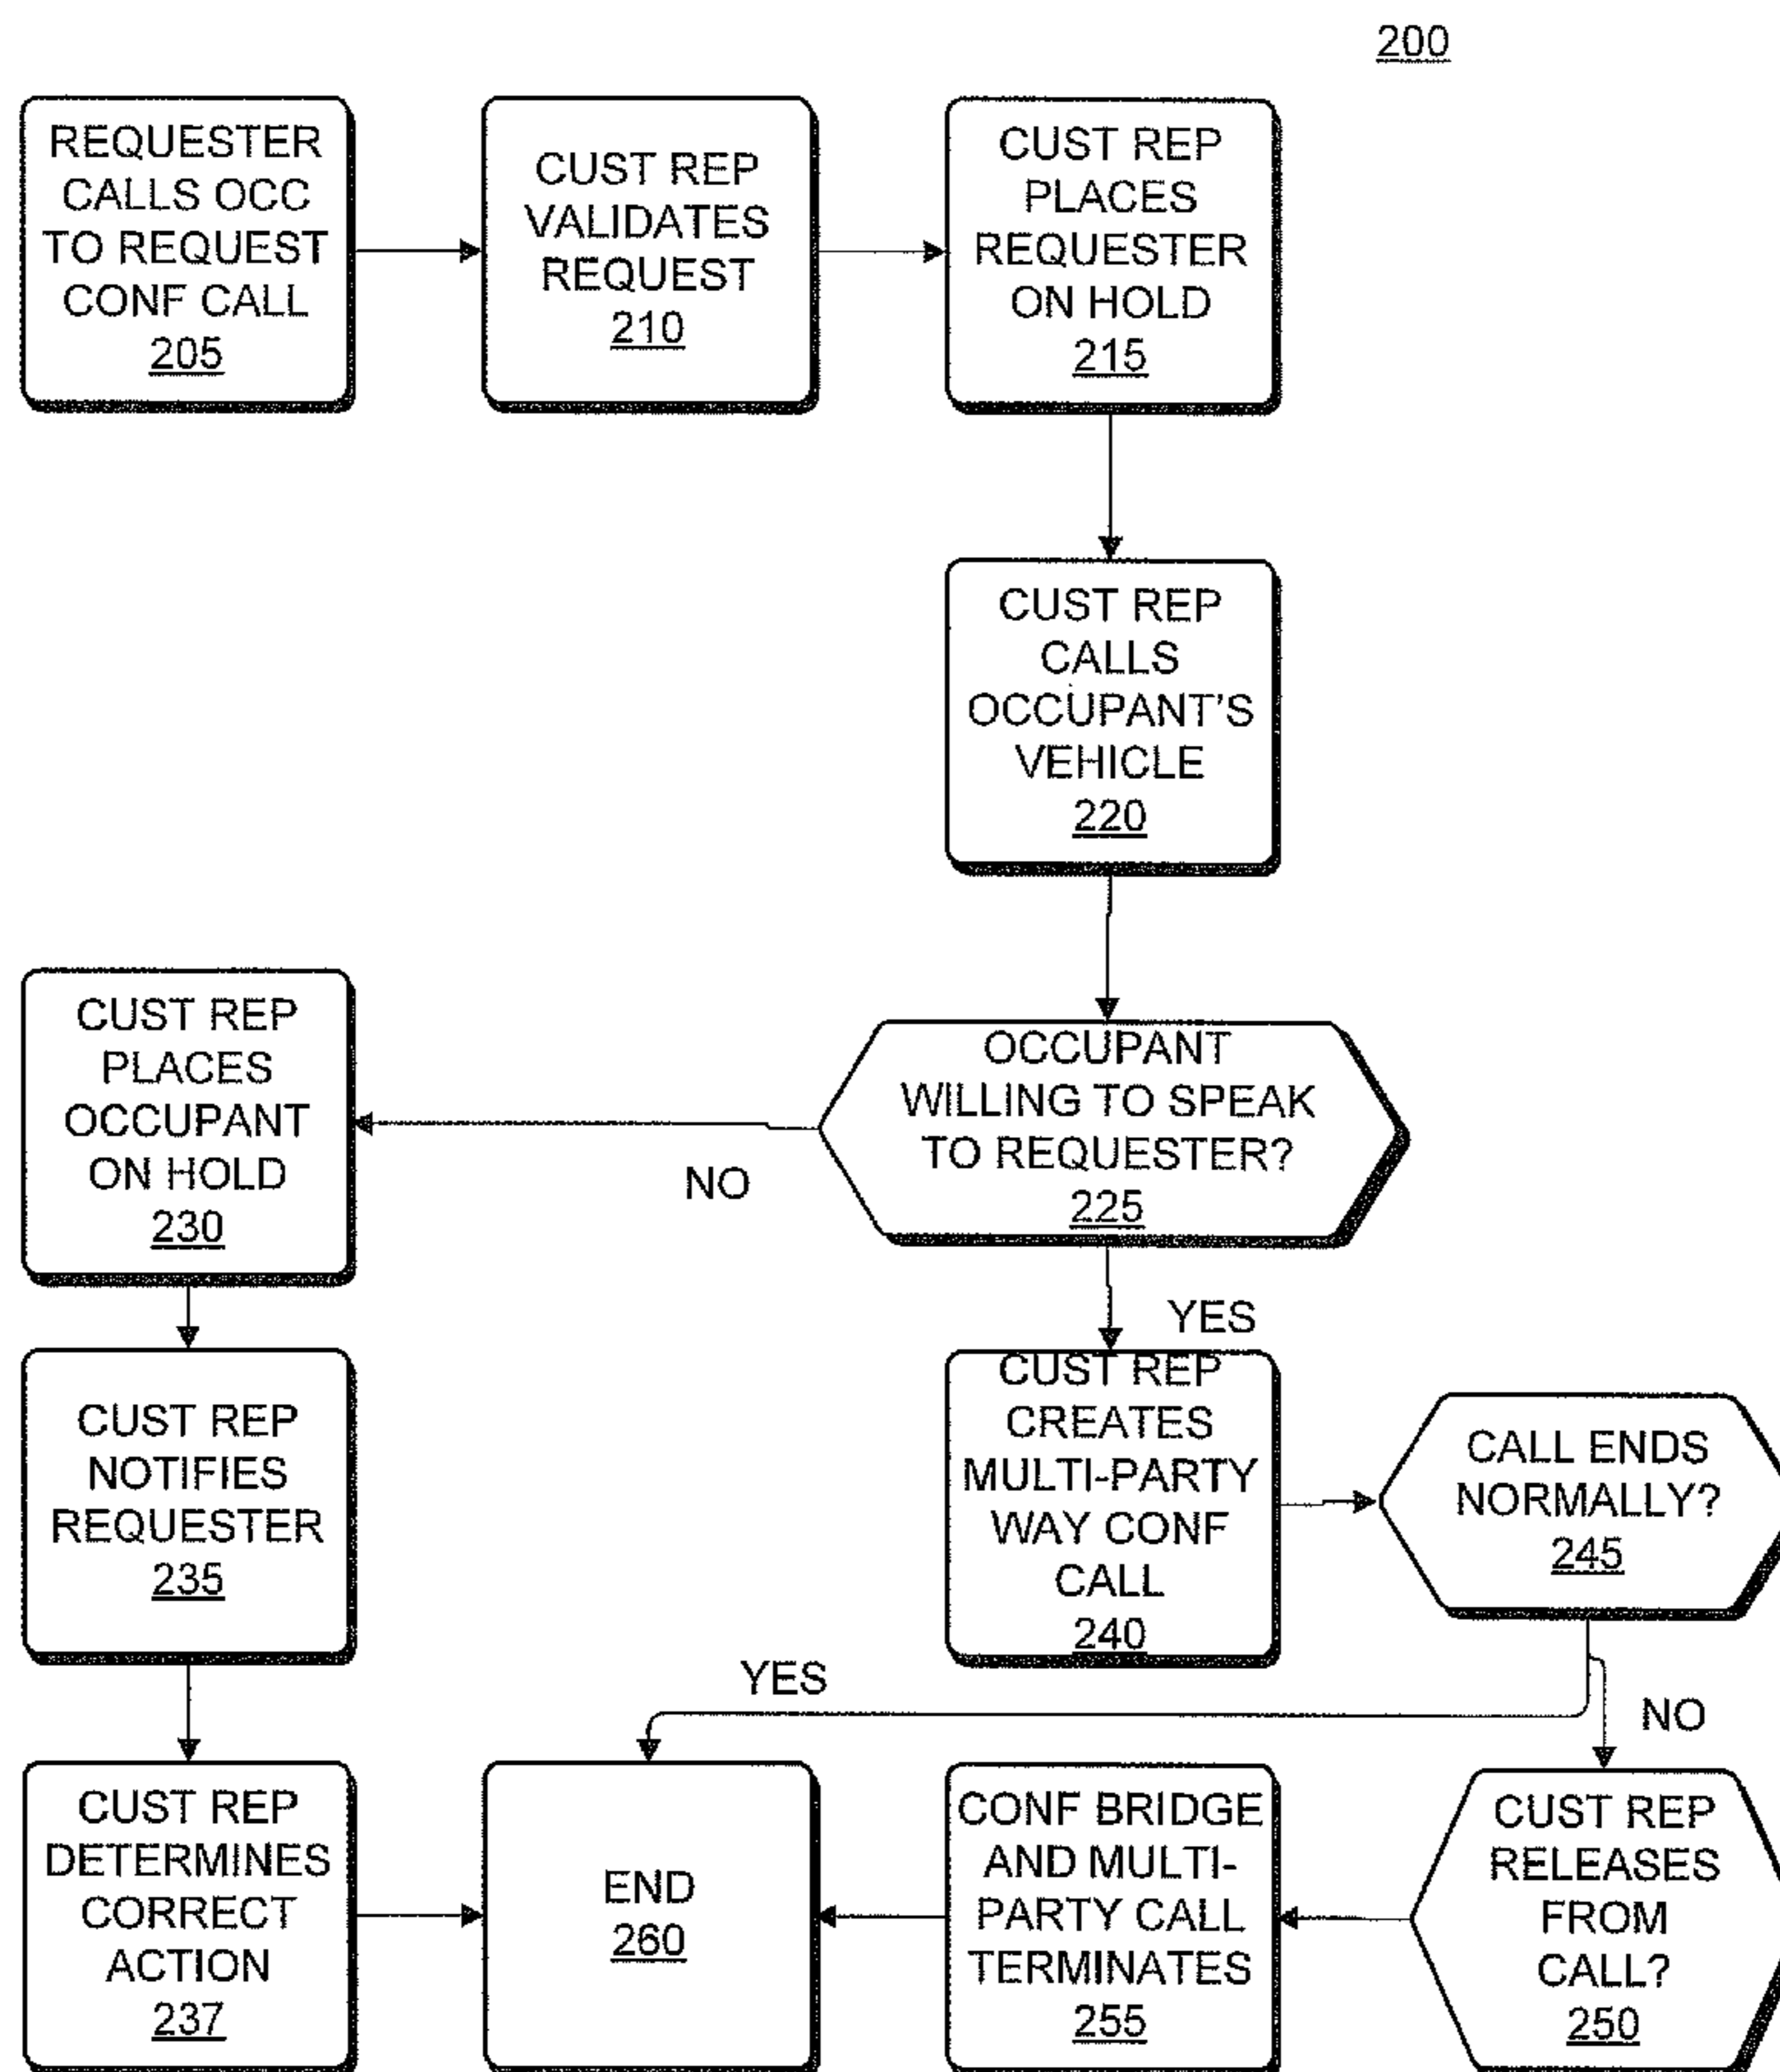 200
REQUESTER
CALLS OCC
TO REQUEST
CONF CALL
205
CUST REP
VALIDATES
REQUEST
210
CUST REP
PLACES
REQUESTER
ON HOLD
215
CUST REP
CALLS
OCCUPANT'S
VEHICLE
220
OCCUPANT
WILLING TO SPEAK
TO REQUESTER?
225
NO
CUST REP
PLACES
OCCUPANT
ON HOLD
230
CUST REP
NOTIFIES
REQUESTER
235
CUST REP
DETERMINES
CORRECT
ACTION
237
YES
CUST REP
CREATES
MULTI-PARTY
WAY CONF
CALL
240
CALL ENDS
NORMALLY?
245
YES
NO
CUST REP
RELEASES
FROM
CALL?
250
CONF BRIDGE
AND MULTI-
PARTY CALL
TERMINATES
255
END
260